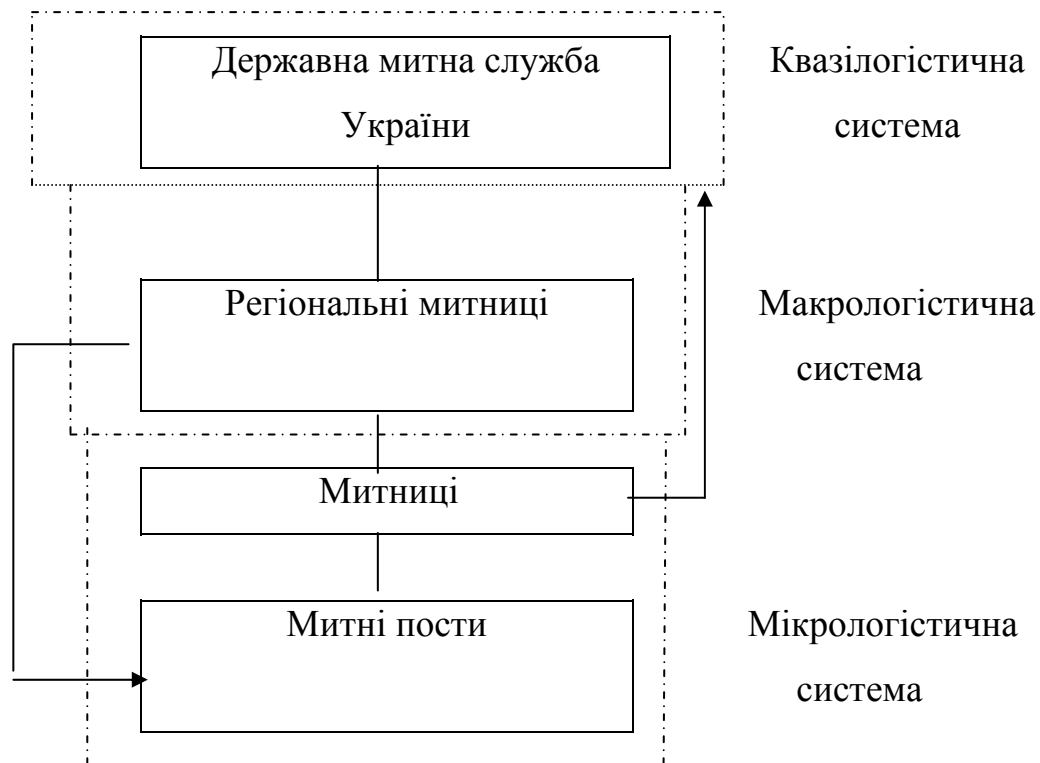 Державна митна служба
України
Квазілогістична
система
Регіональні митниці
Макрологістична
система
Митниці
Митні пости
Мікрологістична
система